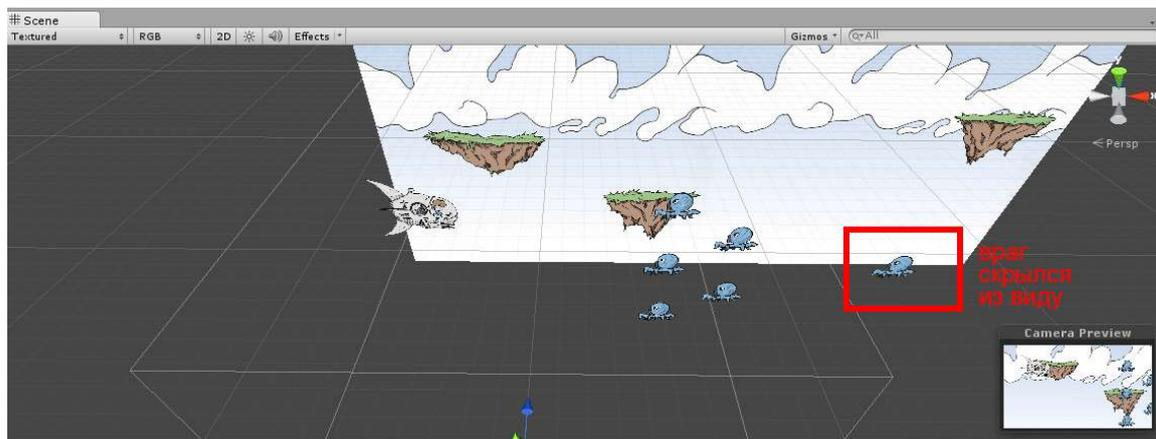 Scene
Textured RGB 2D Effects Gizmos All
y
x
Persp
враг
скрылся
из виду
Camera Preview